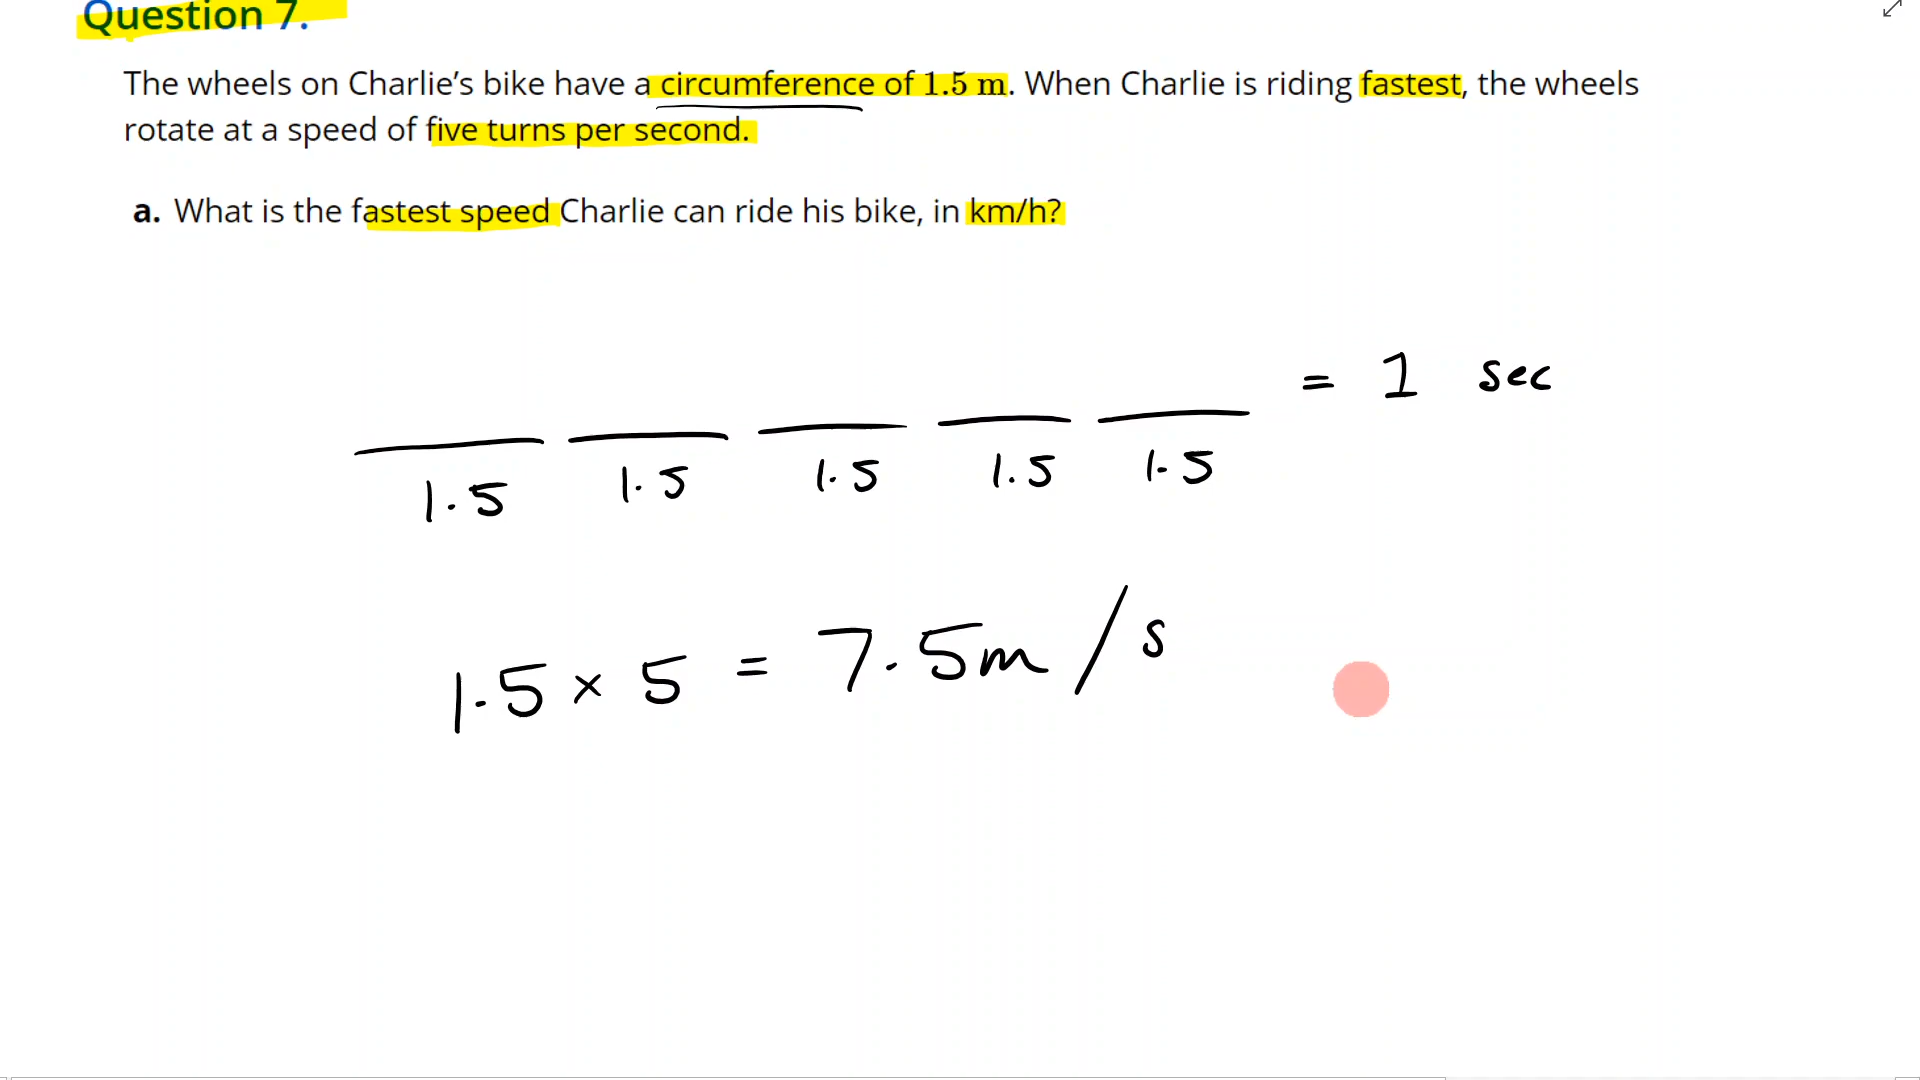 Question 7.
The wheels on Charlie’s bike have a circumference of 1.5 m. When Charlie is riding fastest, the wheels
rotate at a speed of five turns per second.
a. What is the fastest speed Charlie can ride his bike, in km/h?
= 1 sec
1.5 1.5 1.5 1.5 1.5
1.5 × 5 = 7.5m/s